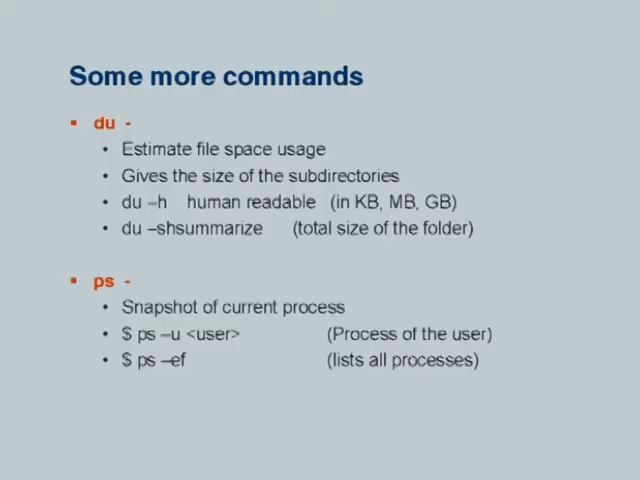 Some more commands
▪ du -
• Estimate file space usage
• Gives the size of the subdirectories
• du –h human readable (in KB, MB, GB)
• du –shsummarize (total size of the folder)
▪ ps -
• Snapshot of current process
• $ ps –u <user> (Process of the user)
• $ ps –ef (lists all processes)